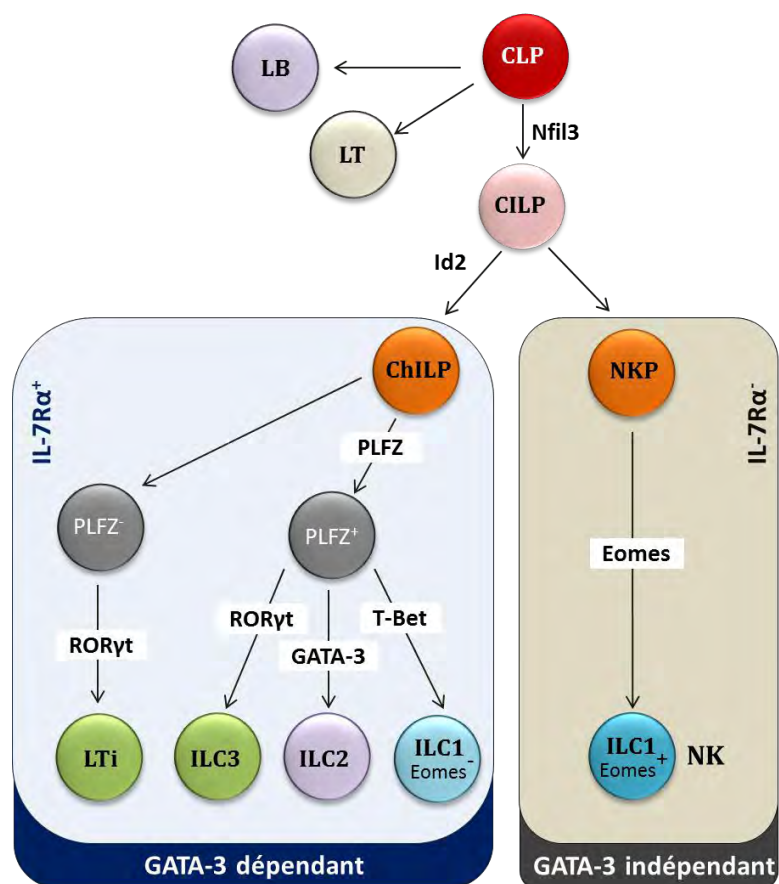 CLP
LB
Nfil3
LT
CILP
Id2
ChILP
NKP
IL-7Rα⁺
IL-7Rα⁻
PLFZ
PLFZ⁻
PLFZ⁺
Eomes
RORγt
T-Bet
RORγt
GATA-3
LTi
ILC3
ILC2
ILC1
Eomes⁻
ILC1
Eomes⁺
NK
GATA-3 dépendant
GATA-3 indépendant